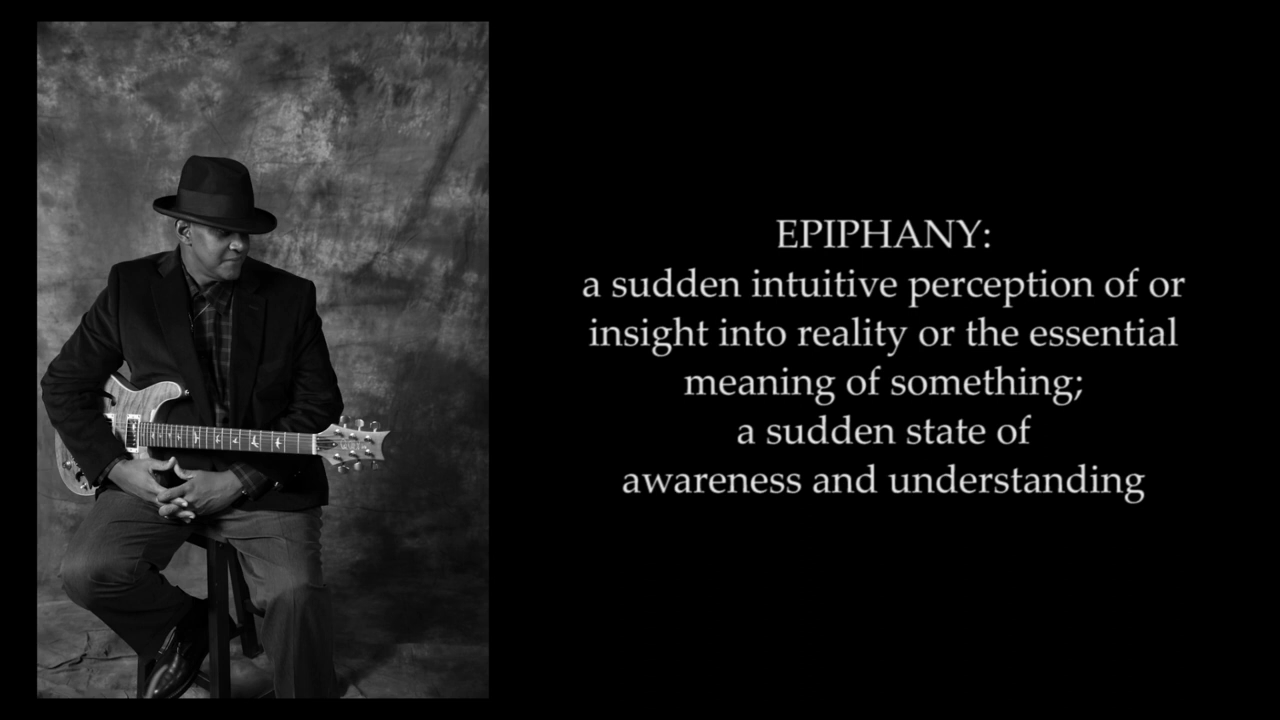 EPIPHANY:
a sudden intuitive perception of or
insight into reality or the essential
meaning of something;
a sudden state of
awareness and understanding